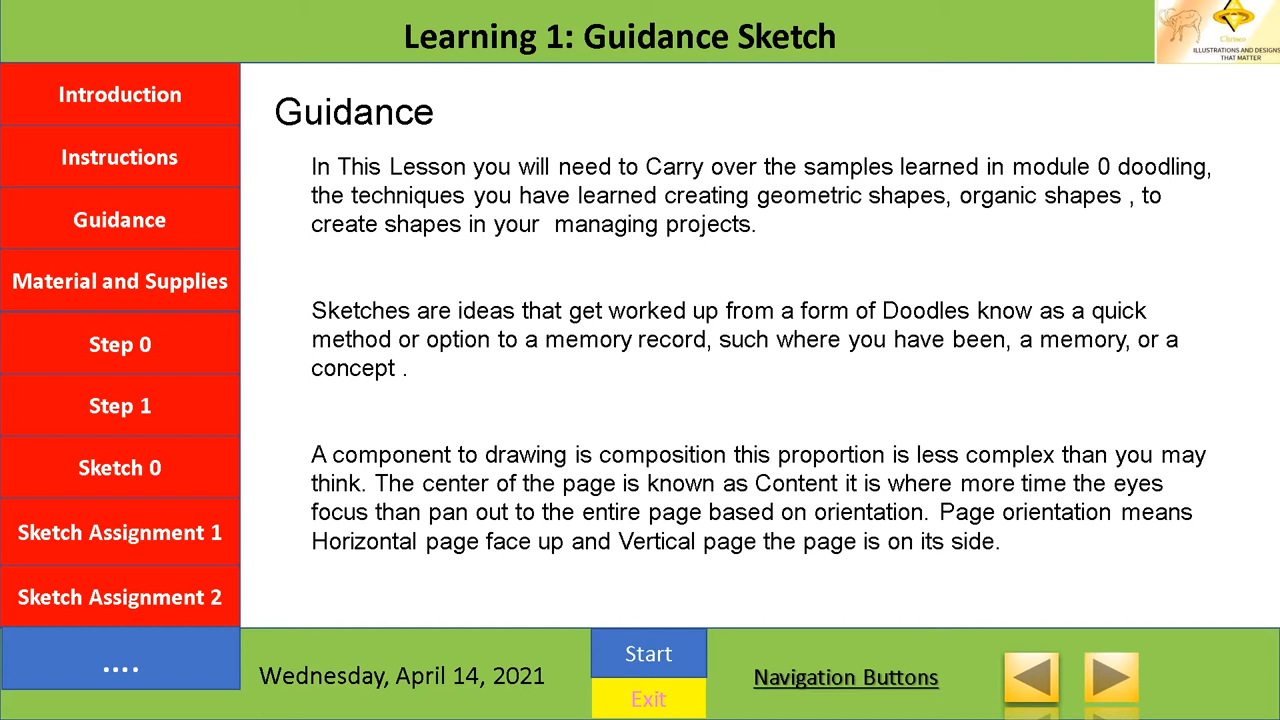 Learning 1: Guidance Sketch
Chrisco
ILLUSTRATIONS AND DESIGNS
THAT MATTER
Introduction
Instructions
Guidance
Material and Supplies
Step 0
Step 1
Sketch 0
Sketch Assignment 1
Sketch Assignment 2
....
Guidance
In This Lesson you will need to Carry over the samples learned in module 0 doodling,
the techniques you have learned creating geometric shapes, organic shapes , to
create shapes in your managing projects.
Sketches are ideas that get worked up from a form of Doodles know as a quick
method or option to a memory record, such where you have been, a memory, or a
concept .
A component to drawing is composition this proportion is less complex than you may
think. The center of the page is known as Content it is where more time the eyes
focus than pan out to the entire page based on orientation. Page orientation means
Horizontal page face up and Vertical page the page is on its side.
Wednesday, April 14, 2021
Start
Exit
Navigation Buttons